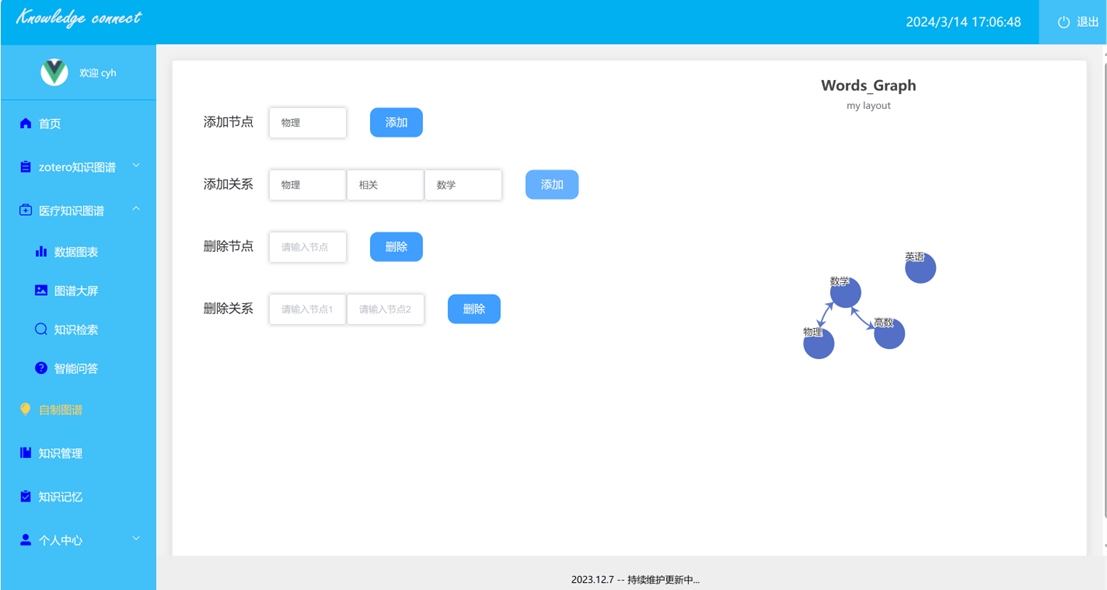 Knowledge connect
2024/3/14 17:06:48
退出
欢迎 cyh
首页
zotero知识图谱
医疗知识图谱
数据图表
图谱大屏
知识检索
智能问答
自制图谱
知识管理
知识记忆
个人中心
添加节点 物理 添加
添加关系 物理 相关 数学 添加
删除节点 请输入节点 删除
删除关系 请输入节点1 请输入节点2 删除
Words_Graph
my layout
英语
数学
高数
物理
2023.12.7 -- 持续维护更新中...